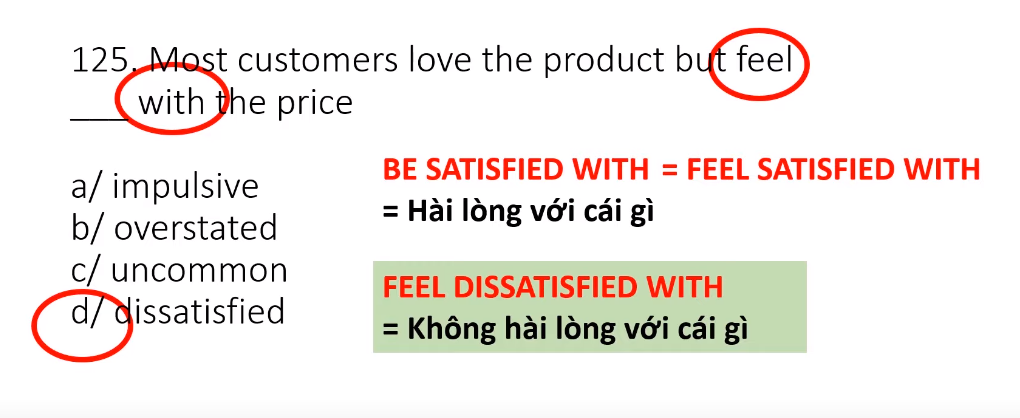 125. Most customers love the product but feel
___ with the price
a/ impulsive
b/ overstated
c/ uncommon
d/ dissatisfied
BE SATISFIED WITH = FEEL SATISFIED WITH
= Hài lòng với cái gì
FEEL DISSATISFIED WITH
= Không hài lòng với cái gì